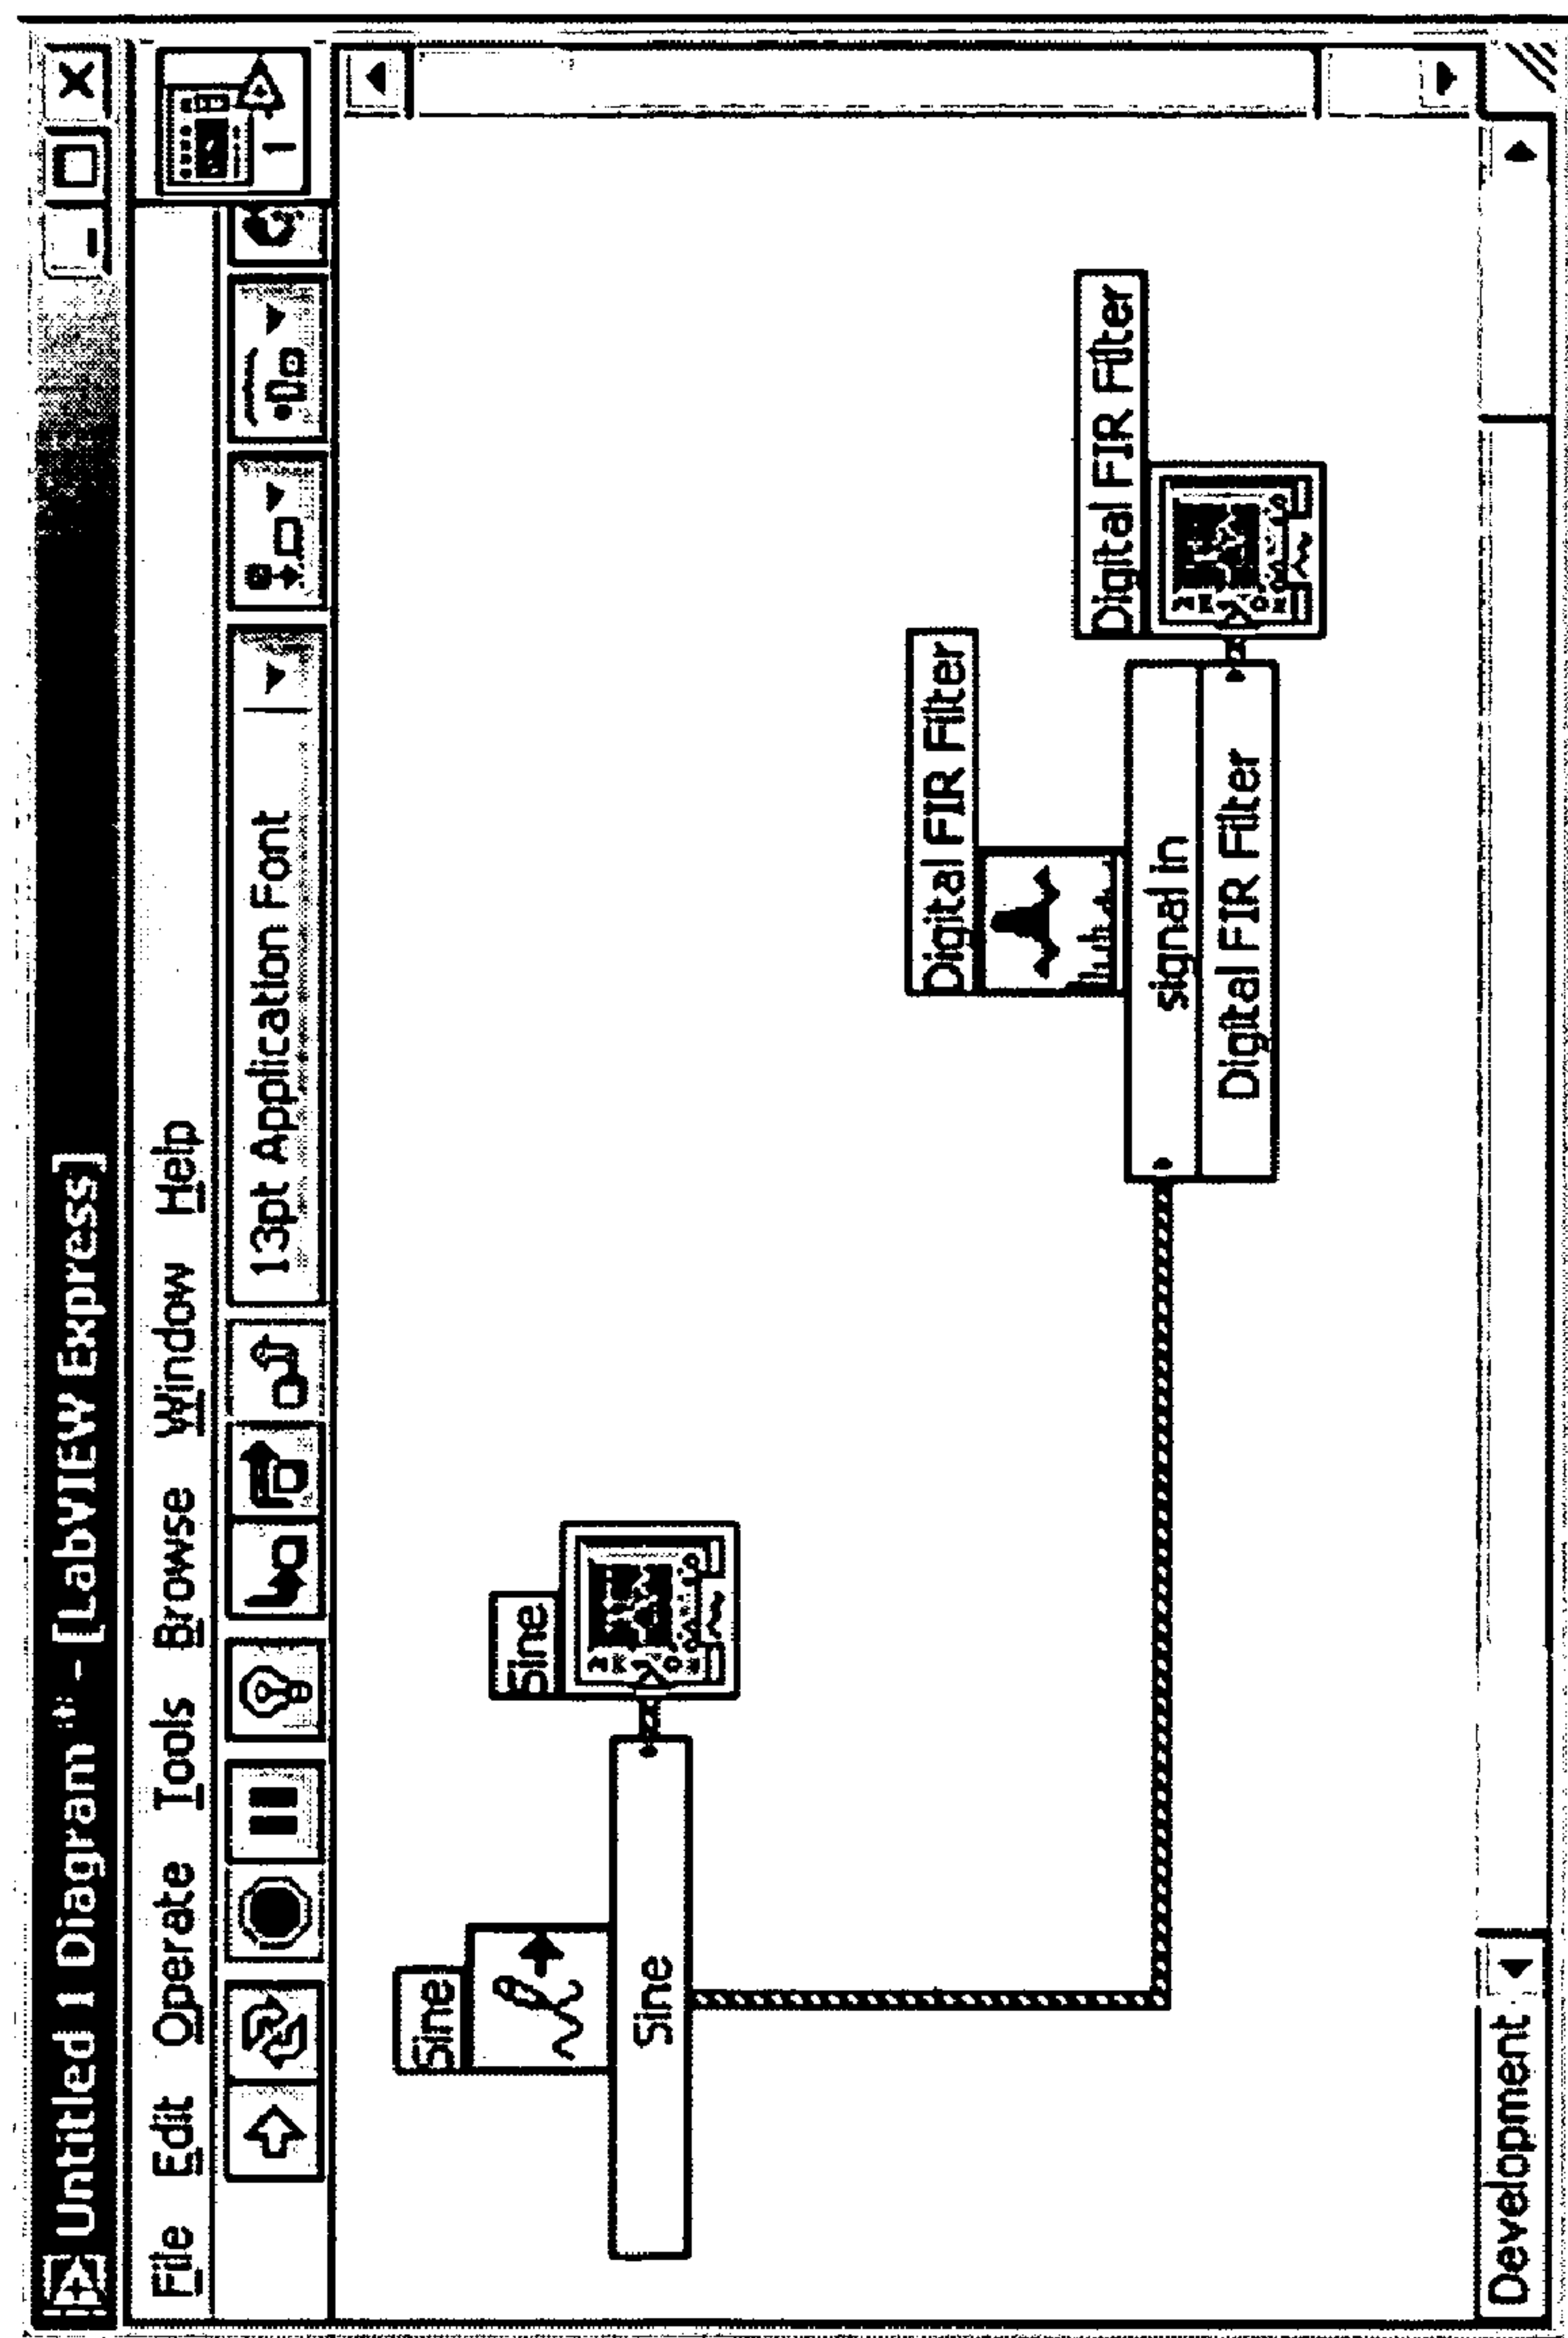 Untitled 1 Diagram * - [LabVIEW Express]
File Edit Operate Tools Browse Window Help
13pt Application Font
1
Sine
Sine
Sine
Digital FIR Filter
Digital FIR Filter
signal in
Digital FIR Filter
Development